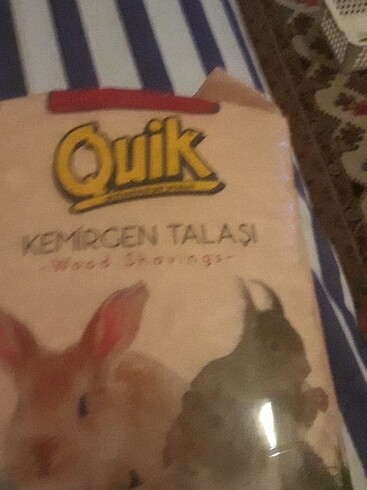 Quik
KEMİRGEN TALAŞI
-Wood Shavings-